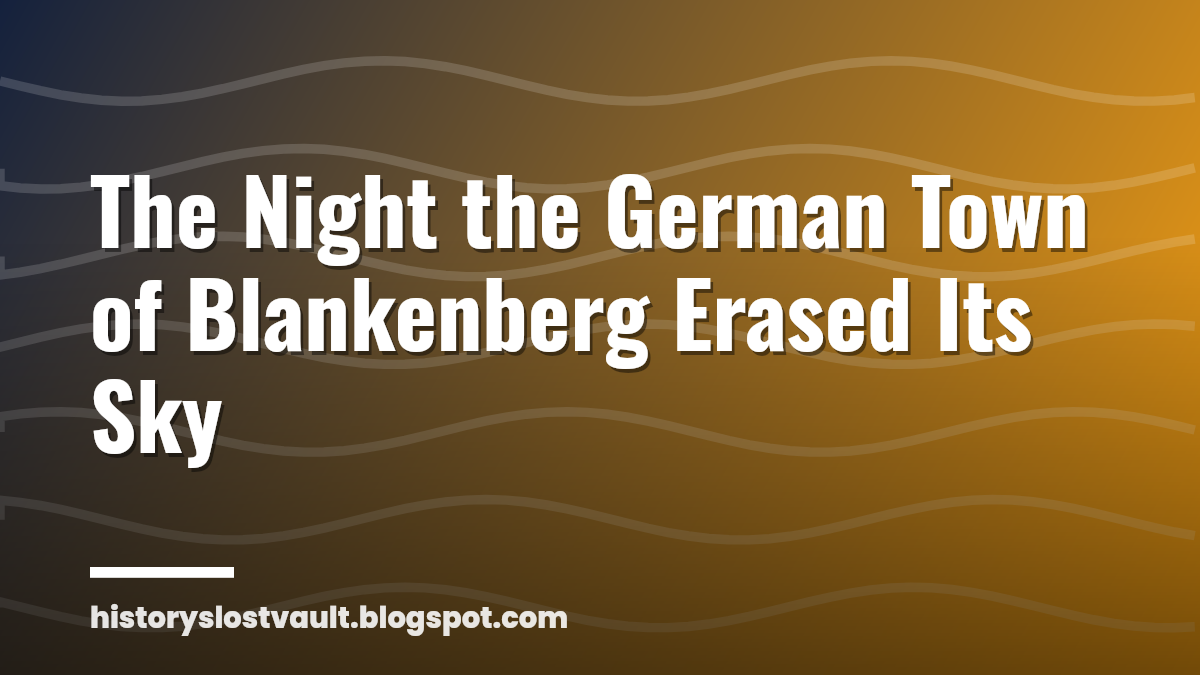 The Night the German Town
of Blankenberg Erased Its
Sky
historyslostvault.blogspot.com